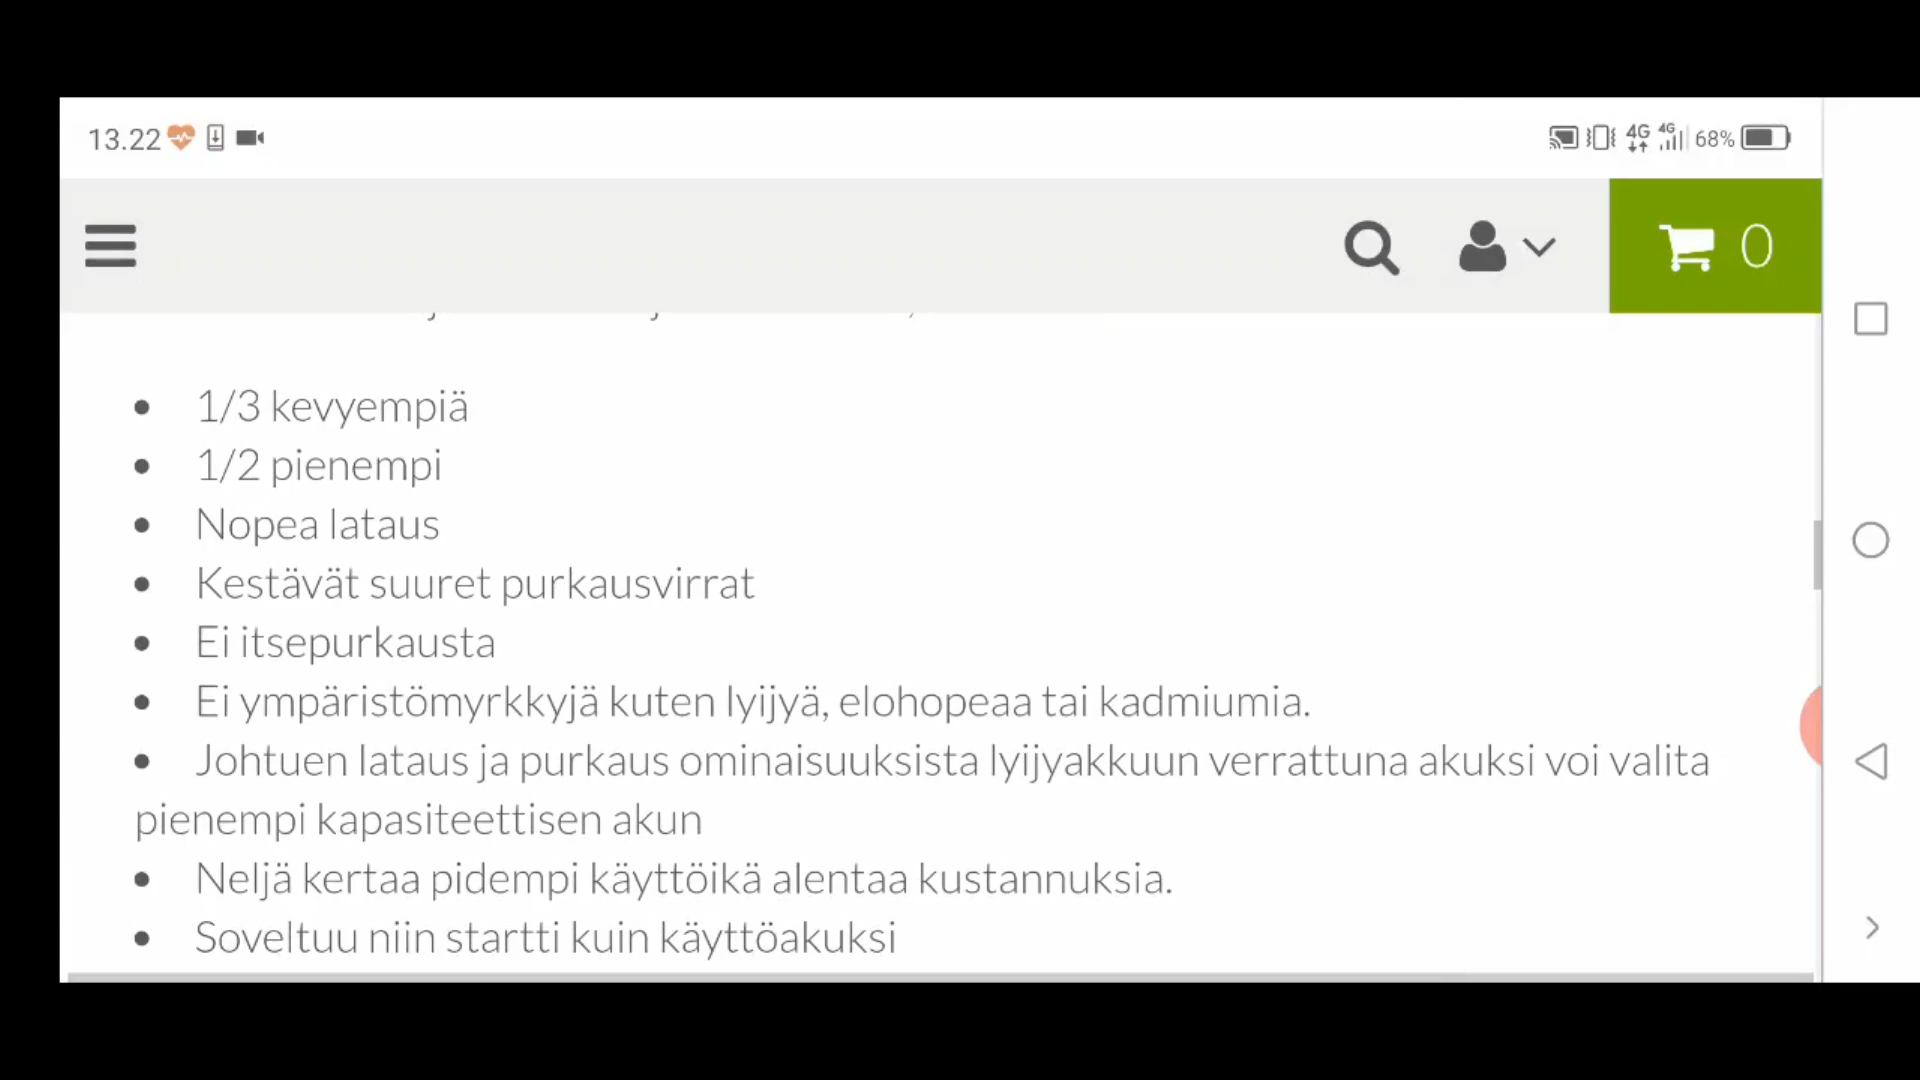 13.22
4G 4G 68%
0
1/3 kevyempiä
1/2 pienempi
Nopea lataus
Kestävät suuret purkausvirrat
Ei itsepurkausta
Ei ympäristömyrkkyjä kuten lyijyä, elohopeaa tai kadmiumia.
Johtuen lataus ja purkaus ominaisuuksista lyijyakkuun verrattuna akuksi voi valita
pienempi kapasiteettisen akun
Neljä kertaa pidempi käyttöikä alentaa kustannuksia.
Soveltuu niin startti kuin käyttöakuksi